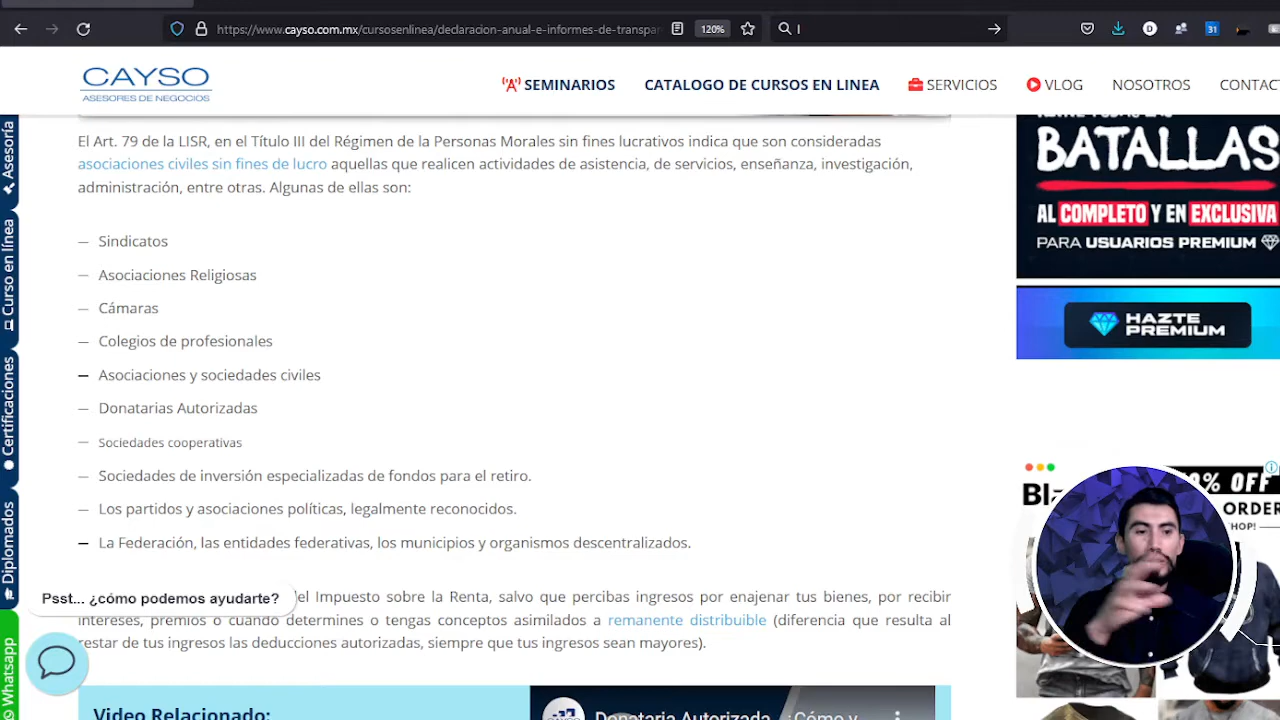 https://www.cayso.com.mx/cursosenlinea/declaracion-anual-e-informes-de-transpa
120%
31
CAYSO
ASESORES DE NEGOCIOS
SEMINARIOS
CATALOGO DE CURSOS EN LINEA
SERVICIOS
VLOG
NOSOTROS
CONTAC
Asesoría
Curso en línea
Certificaciones
Diplomados
Whatsapp
El Art. 79 de la LISR, en el Título III del Régimen de la Personas Morales sin fines lucrativos indica que son consideradas
asociaciones civiles sin fines de lucro aquellas que realicen actividades de asistencia, de servicios, enseñanza, investigación,
administración, entre otras. Algunas de ellas son:
— Sindicatos
— Asociaciones Religiosas
— Cámaras
— Colegios de profesionales
— Asociaciones y sociedades civiles
— Donatarias Autorizadas
— Sociedades cooperativas
— Sociedades de inversión especializadas de fondos para el retiro.
— Los partidos y asociaciones políticas, legalmente reconocidos.
— La Federación, las entidades federativas, los municipios y organismos descentralizados.
Psst... ¿cómo podemos ayudarte?
del Impuesto sobre la Renta, salvo que percibas ingresos por enajenar tus bienes, por recibir
intereses, premios o cuando determines o tengas conceptos asimilados a remanente distribuible (diferencia que resulta al
restar de tus ingresos las deducciones autorizadas, siempre que tus ingresos sean mayores).
Video Relacionado:
Donataria Autorizada ¿Cómo y
BATALLAS
AL COMPLETO Y EN EXCLUSIVA
PARA USUARIOS PREMIUM
HAZTE
PREMIUM
0% OFF
ORDER